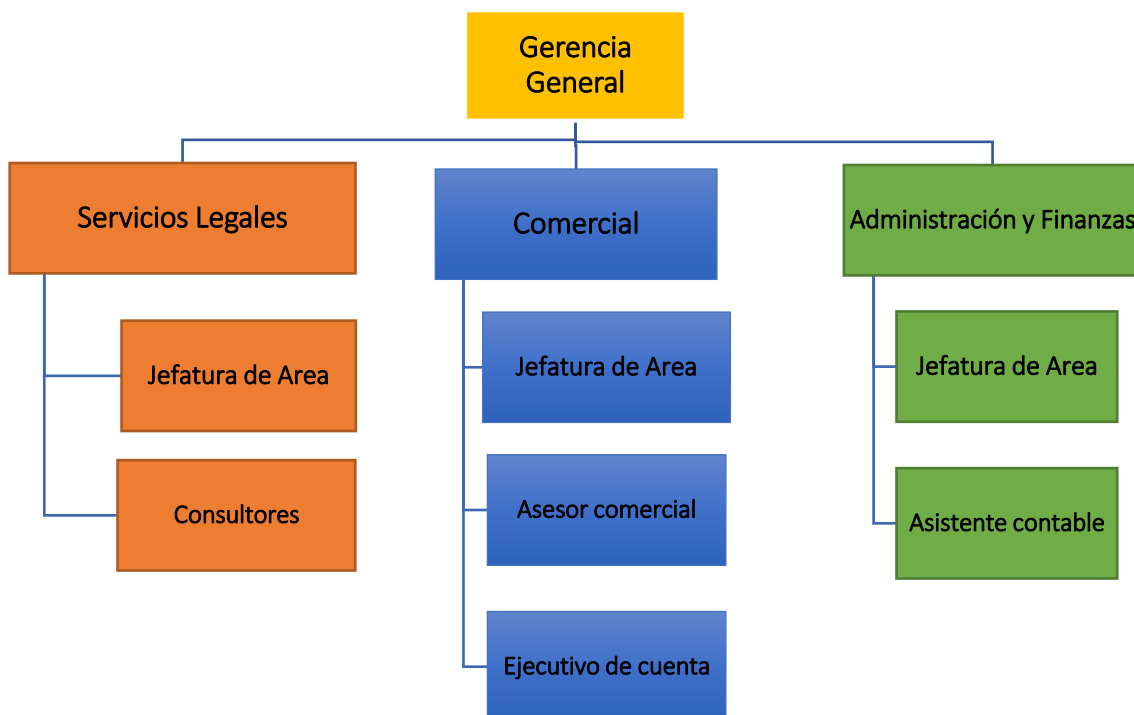 Gerencia
General
Servicios Legales
Comercial
Administración y Finanzas
Jefatura de Area
Jefatura de Area
Jefatura de Area
Consultores
Asesor comercial
Asistente contable
Ejecutivo de cuenta